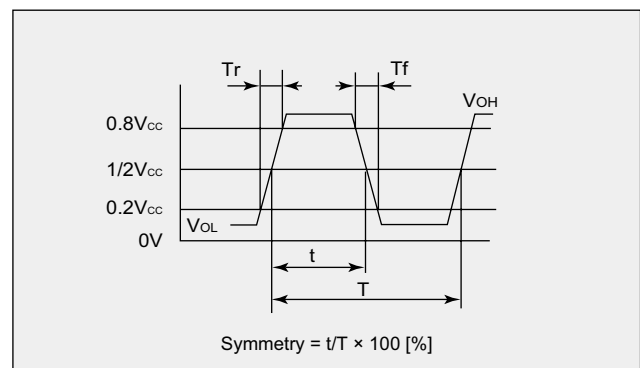 Tr Tf
VOH
0.8Vcc
1/2Vcc
0.2Vcc
VOL
0V
t
T
Symmetry = t/T × 100 [%]